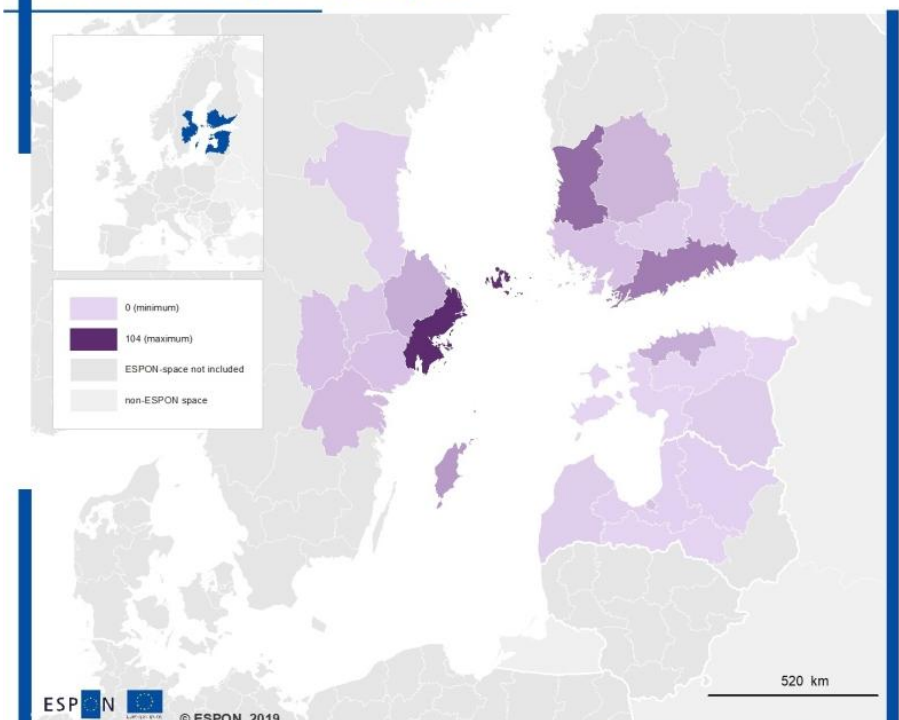 0 (minimum)
104 (maximum)
ESPON-space not included
non-ESPON space
520 km
ESPON
© ESPON, 2019